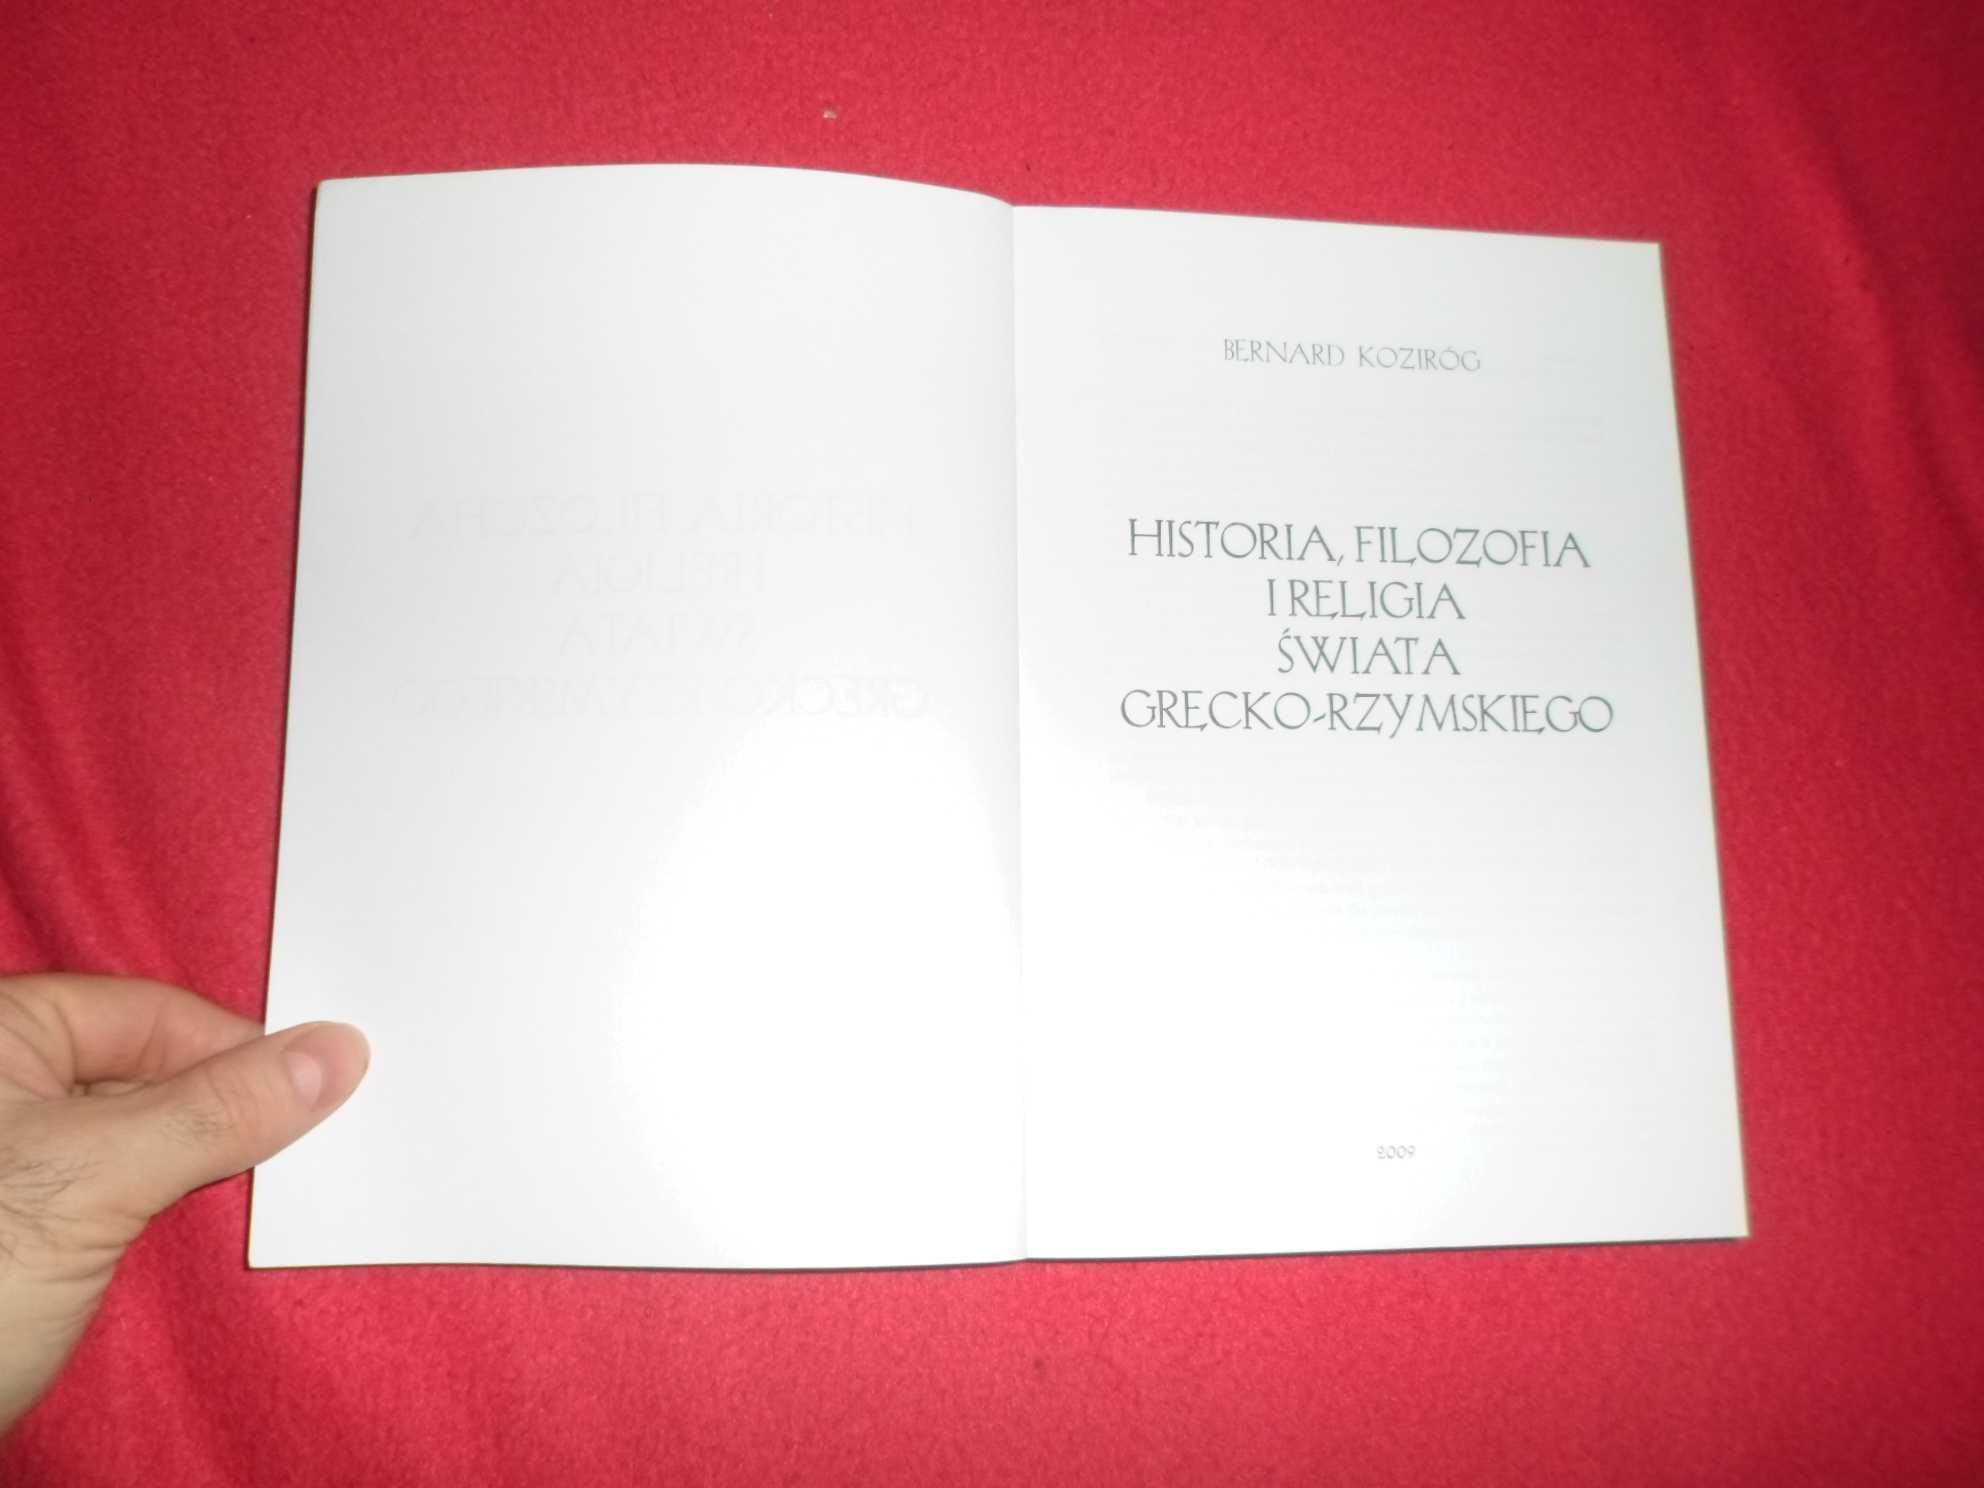 BERNARD KOZIRÓG
HISTORIA, FILOZOFIA
I RELIGIA
ŚWIATA
GRECKO-RZYMSKIEGO
2009